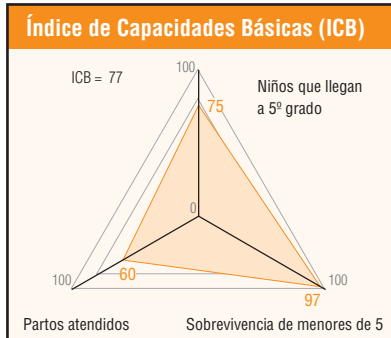 Índice de Capacidades Básicas (ICB)
100
ICB = 77
Niños que llegan
a 5º grado
75
0
60
100
100
97
Partos atendidos
Sobrevivencia de menores de 5